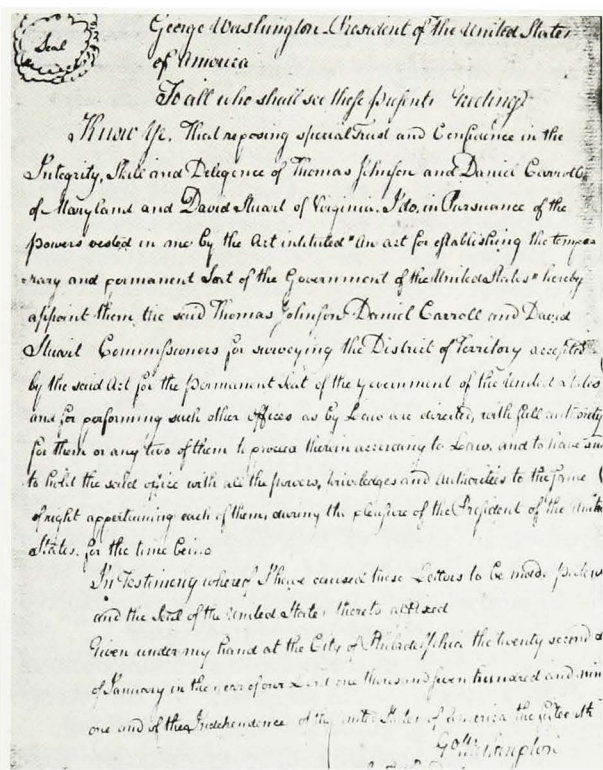 Seal
George Washington President of the United States
of America
To all who shall see these presents Greeting
Know Ye, That reposing special Trust and Confidence in the
Integrity, Skill and Deligence of Thomas Johnson and Daniel Carroll
of Maryland and David Stuart of Virginia. I do, in Pursuance of the
powers vested in me by the Act intituted "An act for establishing the tempo
rary and permanent Seat of the Government of the United States" hereby
appoint them, the said Thomas Johnson Daniel Carroll and David
Stuart Commissioners for surveying the District of Territory accepted
by the said Act for the permanent Seat of the government of the United States
and for performing such other offices as by Law are directed, with full authority
for them or any two of them to proceed therein according to Law, and to have and
to hold the said office with all the powers, priviledges and Authorities to the same
of right appertaining each of them, during the pleasure of the President of the United
States. for the time being
In Testimony whereof I have caused these Letters to be made patent
and the Seal of the United States thereto affixed
Given under my hand at the City of Philadelphia the twenty second d
of January in the year of our Lord one thousand seven hundred and nine
one and of the Independence of the United States of America the fifteenth
Go Washington